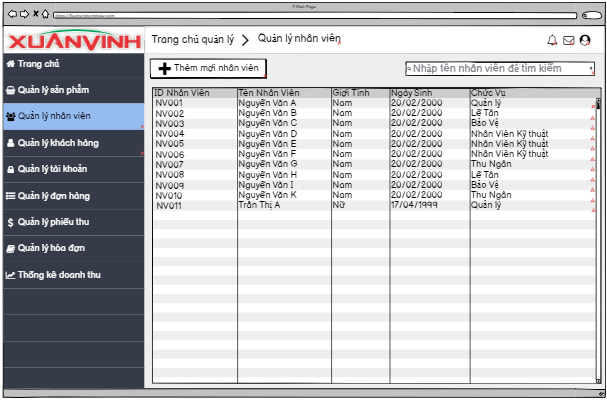 A Web Page
https://Xuanvinhcomputer.com
XUÂNVINH
Trang chủ quản lý
Quản lý nhân viên
Trang chủ
Quản lý sản phẩm
Quản lý nhân viên
Quản lý khách hàng
Quản lý tài khoản
Quản lý đơn hàng
Quản lý phiếu thu
Quản lý hóa đơn
Thống kê doanh thu
Thêm mới nhân viên
Nhập tên nhân viên để tìm kiếm
ID Nhân Viên Tên Nhân Viên Giới Tính Ngày Sinh Chức Vụ
NV001 Nguyễn Văn A Nam 20/02/2000 Quản lý
NV002 Nguyễn Văn B Nam 20/02/2000 Lễ Tân
NV003 Nguyễn Văn C Nam 20/02/2000 Bảo Vệ
NV004 Nguyễn Văn D Nam 20/02/2000 Nhân Viên Kỹ thuật
NV005 Nguyễn Văn E Nam 20/02/2000 Nhân Viên Kỹ thuật
NV006 Nguyễn Văn F Nam 20/02/2000 Nhân Viên Kỹ thuật
NV007 Nguyễn Văn G Nam 20/02/2000 Thu Ngân
NV008 Nguyễn Văn H Nam 20/02/2000 Lễ Tân
NV009 Nguyễn Văn I Nam 20/02/2000 Bảo Vệ
NV010 Nguyễn Văn K Nam 20/02/2000 Thu Ngân
NV011 Trần Thị A Nữ 17/04/1999 Quản lý